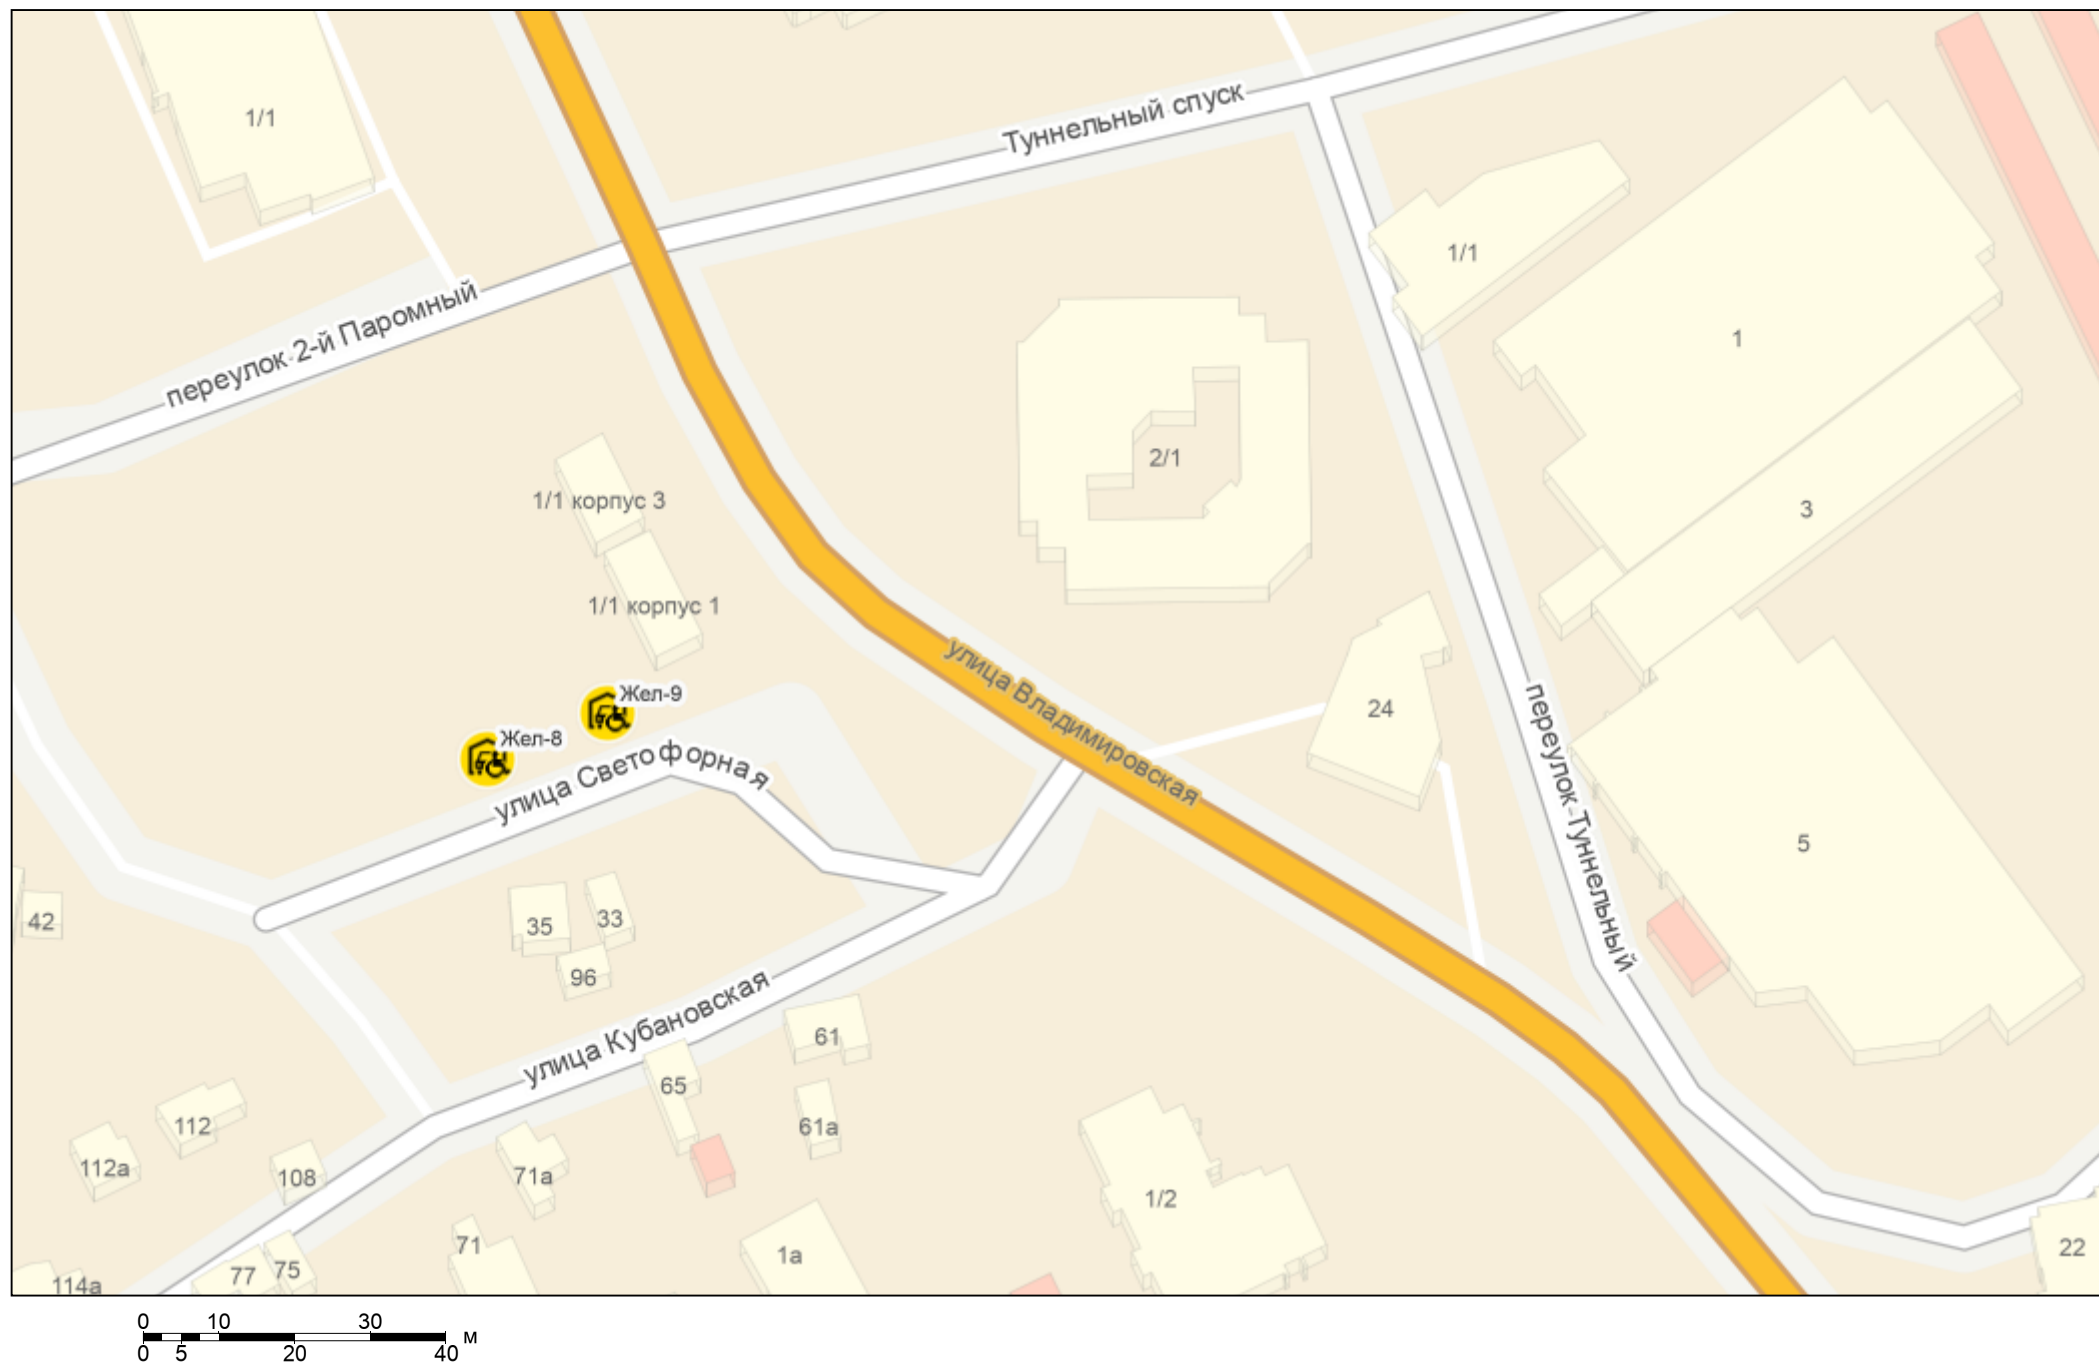 1/1
Туннельный спуск
1/1
переулок 2-й Паромный
1
2/1
1/1 корпус 3
3
1/1 корпус 1
улица Владимировская
Жел-9
24
Жел-8
улица Светофорная
переулок Туннельный
5
42
35
33
96
улица Кубановская
61
65
112
61а
112а
108
71а
1/2
71
1а
77
75
114а
22
0 10 30
м
0 5 20 40